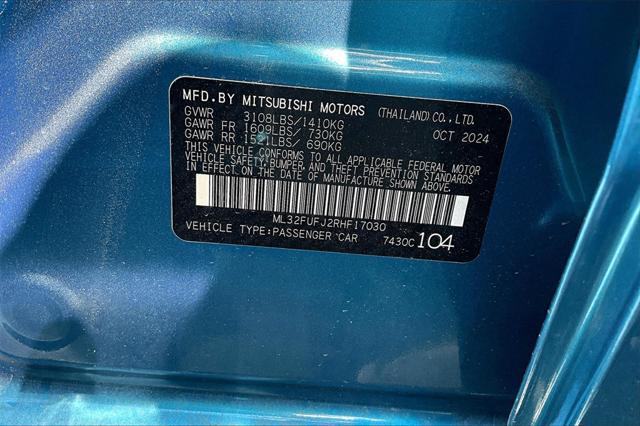 MFD.BY MITSUBISHI MOTORS (THAILAND) CO., LTD.
GVWR 3108LBS/1410KG OCT 2024
GAWR FR 1609LBS/ 730KG
GAWR RR 1521LBS/ 690KG
THIS VEHICLE CONFORMS TO ALL APPLICABLE FEDERAL MOTOR
VEHICLE SAFETY,BUMPER, AND THEFT PREVENTION STANDARDS
IN EFFECT ON THE DATE OF MANUFACTURE SHOWN ABOVE.
ML32FUFJ2RHF17030
VEHICLE TYPE:PASSENGER CAR 7430C 104